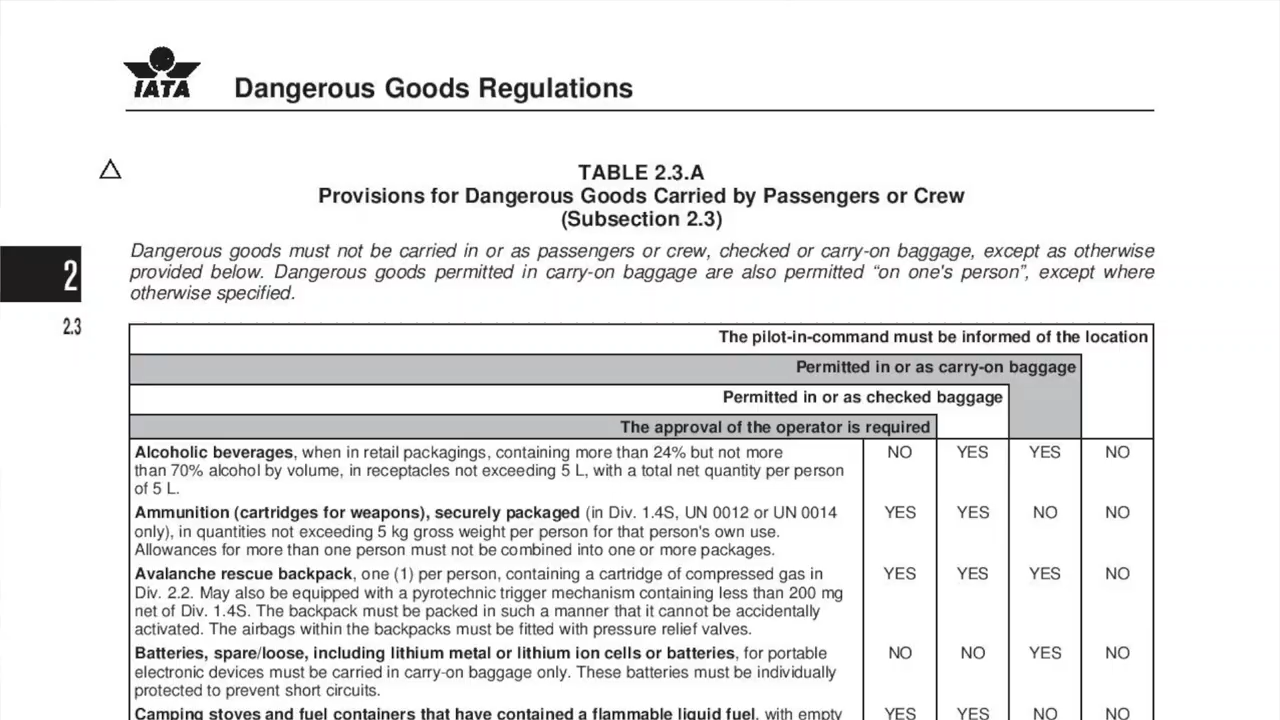 IATA
Dangerous Goods Regulations
TABLE 2.3.A
Provisions for Dangerous Goods Carried by Passengers or Crew
(Subsection 2.3)
Dangerous goods must not be carried in or as passengers or crew, checked or carry-on baggage, except as otherwise
provided below. Dangerous goods permitted in carry-on baggage are also permitted “on one's person”, except where
otherwise specified.
2
2.3
The pilot-in-command must be informed of the location
Permitted in or as carry-on baggage
Permitted in or as checked baggage
The approval of the operator is required
Alcoholic beverages, when in retail packagings, containing more than 24% but not more NO YES YES NO
than 70% alcohol by volume, in receptacles not exceeding 5 L, with a total net quantity per person
of 5 L.
Ammunition (cartridges for weapons), securely packaged (in Div. 1.4S, UN 0012 or UN 0014 YES YES NO NO
only), in quantities not exceeding 5 kg gross weight per person for that person's own use.
Allowances for more than one person must not be combined into one or more packages.
Avalanche rescue backpack, one (1) per person, containing a cartridge of compressed gas in YES YES YES NO
Div. 2.2. May also be equipped with a pyrotechnic trigger mechanism containing less than 200 mg
net of Div. 1.4S. The backpack must be packed in such a manner that it cannot be accidentally
activated. The airbags within the backpacks must be fitted with pressure relief valves.
Batteries, spare/loose, including lithium metal or lithium ion cells or batteries, for portable NO NO YES NO
electronic devices must be carried in carry-on baggage only. These batteries must be individually
protected to prevent short circuits.
Camping stoves and fuel containers that have contained a flammable liquid fuel, with empty YES YES NO NO